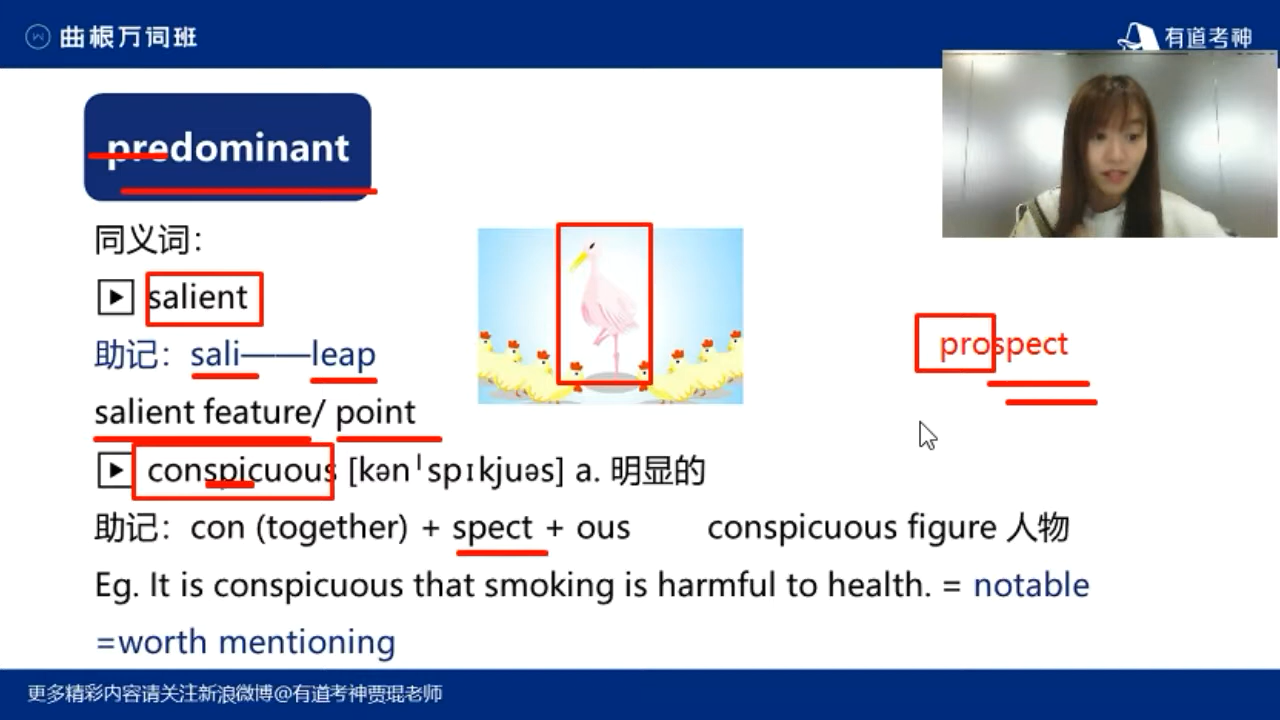 曲根万词班
有道考神
predominant
同义词：
salient
助记：sali——leap
salient feature/ point
prospect
conspicuous [kən'spɪkjuəs] a. 明显的
助记：con (together) + spect + ous conspicuous figure 人物
Eg. It is conspicuous that smoking is harmful to health. = notable
=worth mentioning
更多精彩内容请关注新浪微博@有道考神贾琨老师